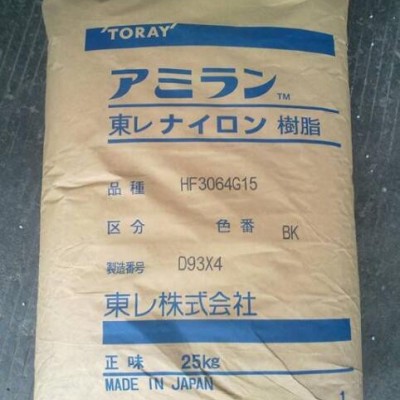 'TORAY'
アミラン™
東レ ナイロン 樹脂
品種 HF3064G15
区分 色番 BK
製造番号 D93X4
東レ株式会社
正味 25kg
MADE IN JAPAN
1